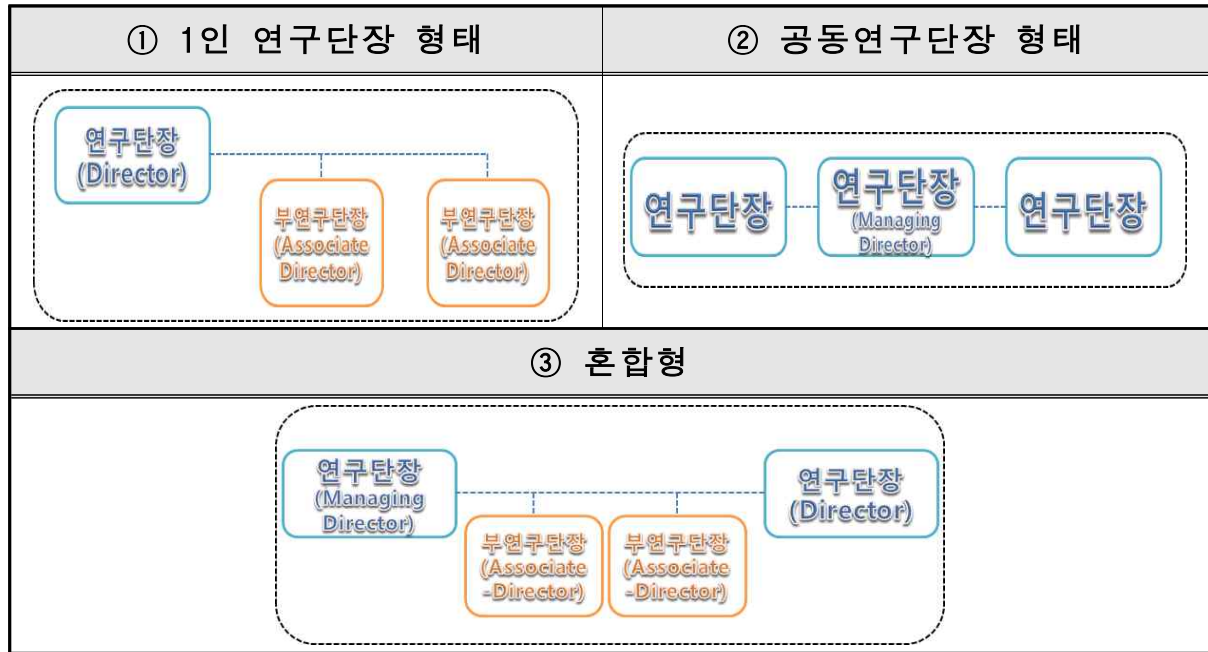 ① 1인 연구단장 형태
② 공동연구단장 형태
연구단장
(Director)
부연구단장
(Associate
Director)
부연구단장
(Associate
Director)
연구단장
연구단장
(Managing
Director)
연구단장
③ 혼합형
연구단장
(Managing
Director)
부연구단장
(Associate
-Director)
부연구단장
(Associate
-Director)
연구단장
(Director)